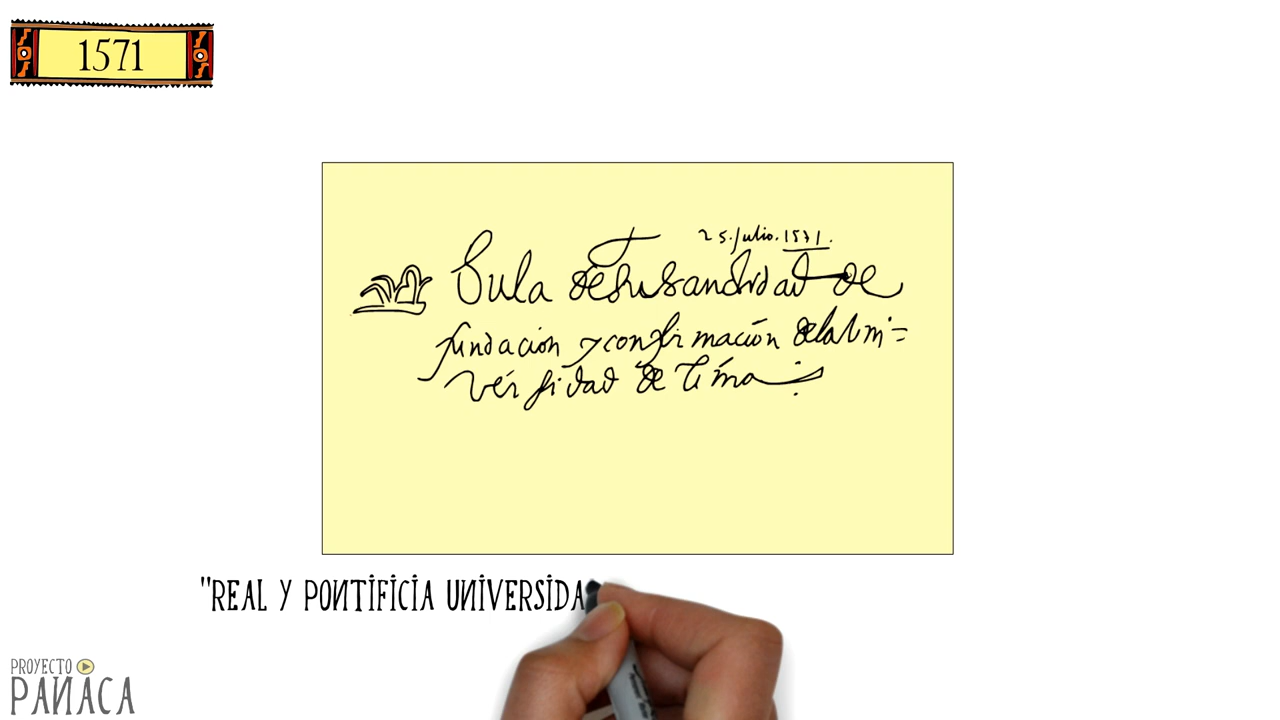 1571
25. Julio. 1571.
Bula de su Sanctidad de
fundación y confirmación de la Uni=
versidad de Lima
"REAL Y PONTIFICIA UNIVERSIDA
PROYECTO
PANACA